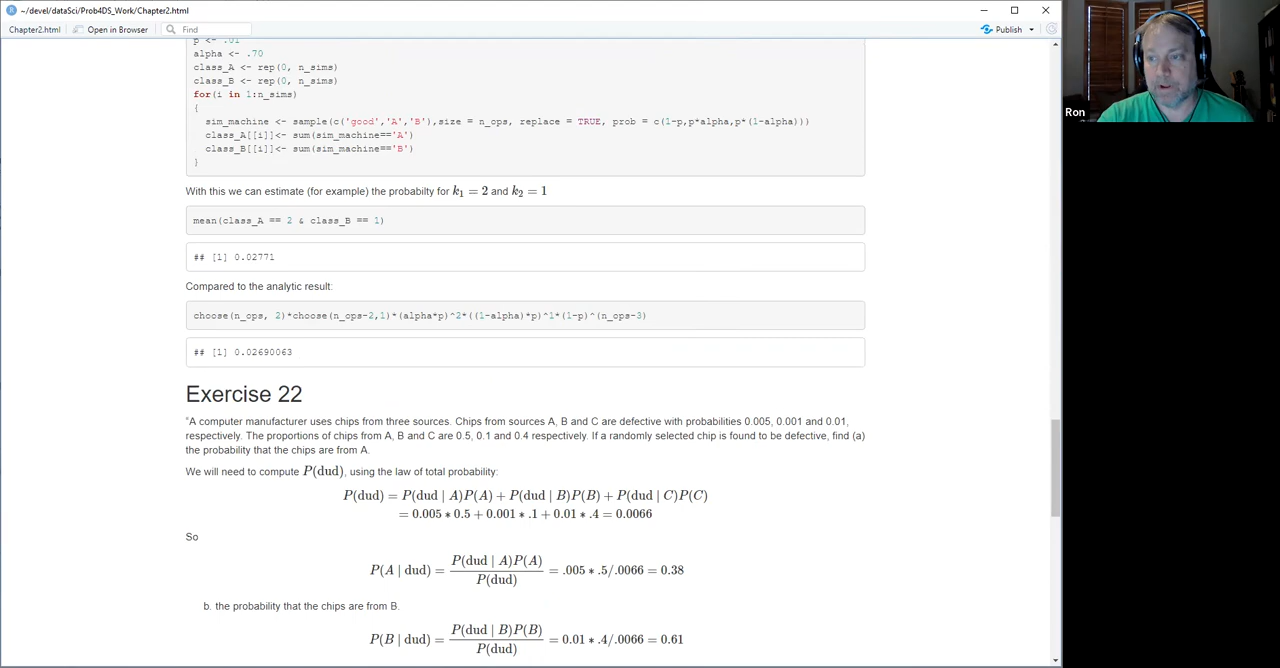 ~/devel/dataSci/Prob4DS_Work/Chapter2.html
Chapter2.html Open in Browser Find Publish
p <- .01
alpha <- .70
class_A <- rep(0, n_sims)
class_B <- rep(0, n_sims)
for(i in 1:n_sims)
{
sim_machine <- sample(c('good','A','B'),size = n_ops, replace = TRUE, prob = c(1-p,p*alpha,p*(1-alpha)))
class_A[[i]]<- sum(sim_machine=='A')
class_B[[i]]<- sum(sim_machine=='B')
}
With this we can estimate (for example) the probabilty for k₁ = 2 and k₂ = 1
mean(class_A == 2 & class_B == 1)
## [1] 0.02771
Compared to the analytic result:
choose(n_ops, 2)*choose(n_ops-2,1)*(alpha*p)^2*((1-alpha)*p)^1*(1-p)^(n_ops-3)
## [1] 0.02690063
Exercise 22
"A computer manufacturer uses chips from three sources. Chips from sources A, B and C are defective with probabilities 0.005, 0.001 and 0.01,
respectively. The proportions of chips from A, B and C are 0.5, 0.1 and 0.4 respectively. If a randomly selected chip is found to be defective, find (a)
the probability that the chips are from A.
We will need to compute P(dud), using the law of total probability:
P(dud) = P(dud | A)P(A) + P(dud | B)P(B) + P(dud | C)P(C)
= 0.005 * 0.5 + 0.001 * .1 + 0.01 * .4 = 0.0066
So
P(A | dud) = P(dud | A)P(A) / P(dud) = .005 * .5/.0066 = 0.38
b. the probability that the chips are from B.
P(B | dud) = P(dud | B)P(B) / P(dud) = 0.01 * .4/.0066 = 0.61
Ron